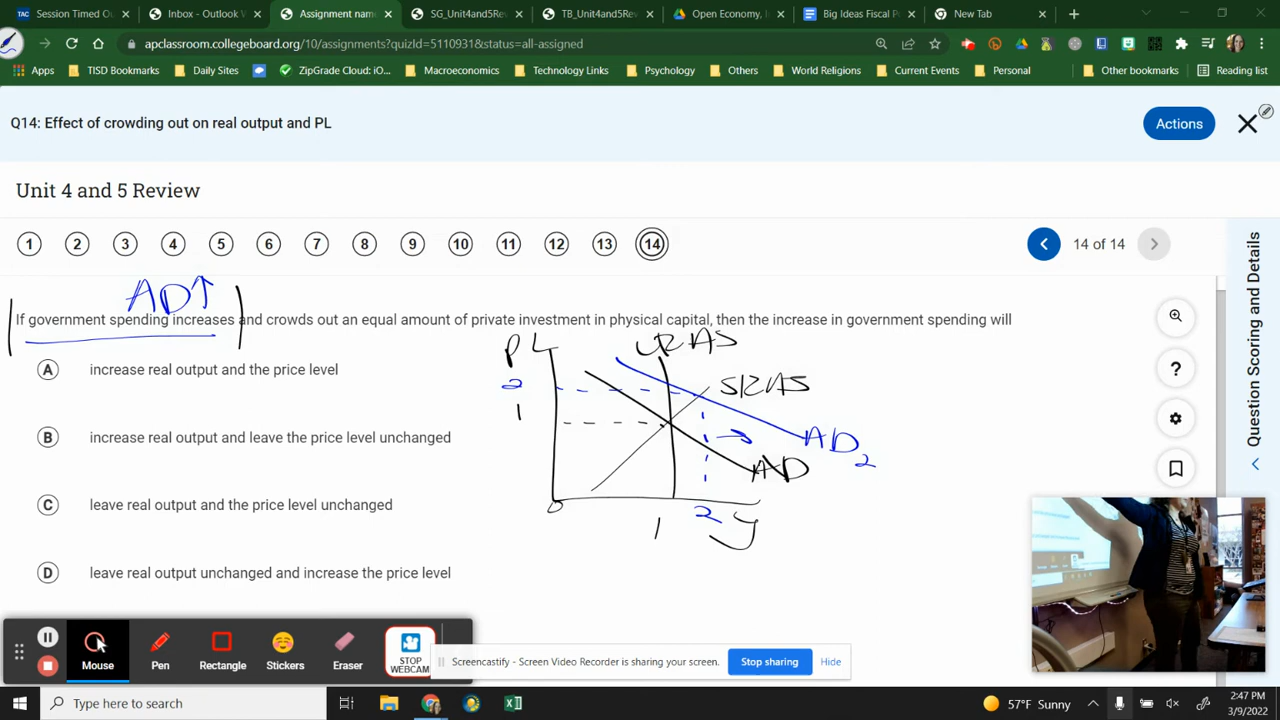 Session Timed Ou
Inbox - Outlook W
Assignment name
SG_Unit4and5Rev
TB_Unit4and5Rev
Open Economy, I
Big Ideas Fiscal P
New Tab
apclassroom.collegeboard.org/10/assignments?quizId=5110931&status=all-assigned
Apps
TISD Bookmarks
Daily Sites
ZipGrade Cloud: iO...
Macroeconomics
Technology Links
Psychology
Others
World Religions
Current Events
Personal
Other bookmarks
Reading list
Q14: Effect of crowding out on real output and PL
Actions
Unit 4 and 5 Review
1 2 3 4 5 6 7 8 9 10 11 12 13 14
14 of 14
Question Scoring and Details
AD↑
If government spending increases and crowds out an equal amount of private investment in physical capital, then the increase in government spending will
A increase real output and the price level
B increase real output and leave the price level unchanged
C leave real output and the price level unchanged
D leave real output unchanged and increase the price level
PL
LRAS
SRAS
2
1
AD2
AD
0
1
2
y
Mouse
Pen
Rectangle
Stickers
Eraser
STOP
WEBCAM
Screencastify - Screen Video Recorder is sharing your screen.
Stop sharing
Hide
Type here to search
57°F Sunny
2:47 PM
3/9/2022